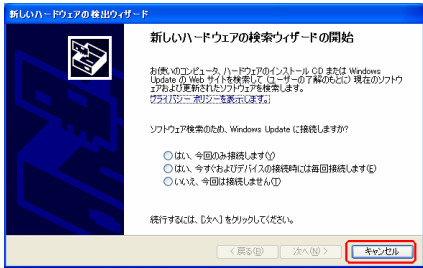 新しいハードウェアの検出ウィザード
新しいハードウェアの検索ウィザードの開始
お使いのコンピュータ、ハードウェアのインストール CD または Windows
Update の Web サイトを検索して (ユーザーの了解のもとに) 現在のソフトウ
ェアおよび更新されたソフトウェアを検索します。
プライバシー ポリシーを表示します。
ソフトウェア検索のため、Windows Update に接続しますか?
はい、今回のみ接続します(Y)
はい、今すぐおよびデバイスの接続時には毎回接続します(E)
いいえ、今回は接続しません(T)
続行するには、[次へ] をクリックしてください。
< 戻る(B) 次へ(N) > キャンセル